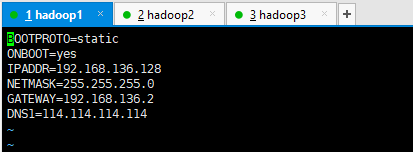 1 hadoop1
2 hadoop2
3 hadoop3
+
BOOTPROTO=static
ONBOOT=yes
IPADDR=192.168.136.128
NETMASK=255.255.255.0
GATEWAY=192.168.136.2
DNS1=114.114.114.114
~
~